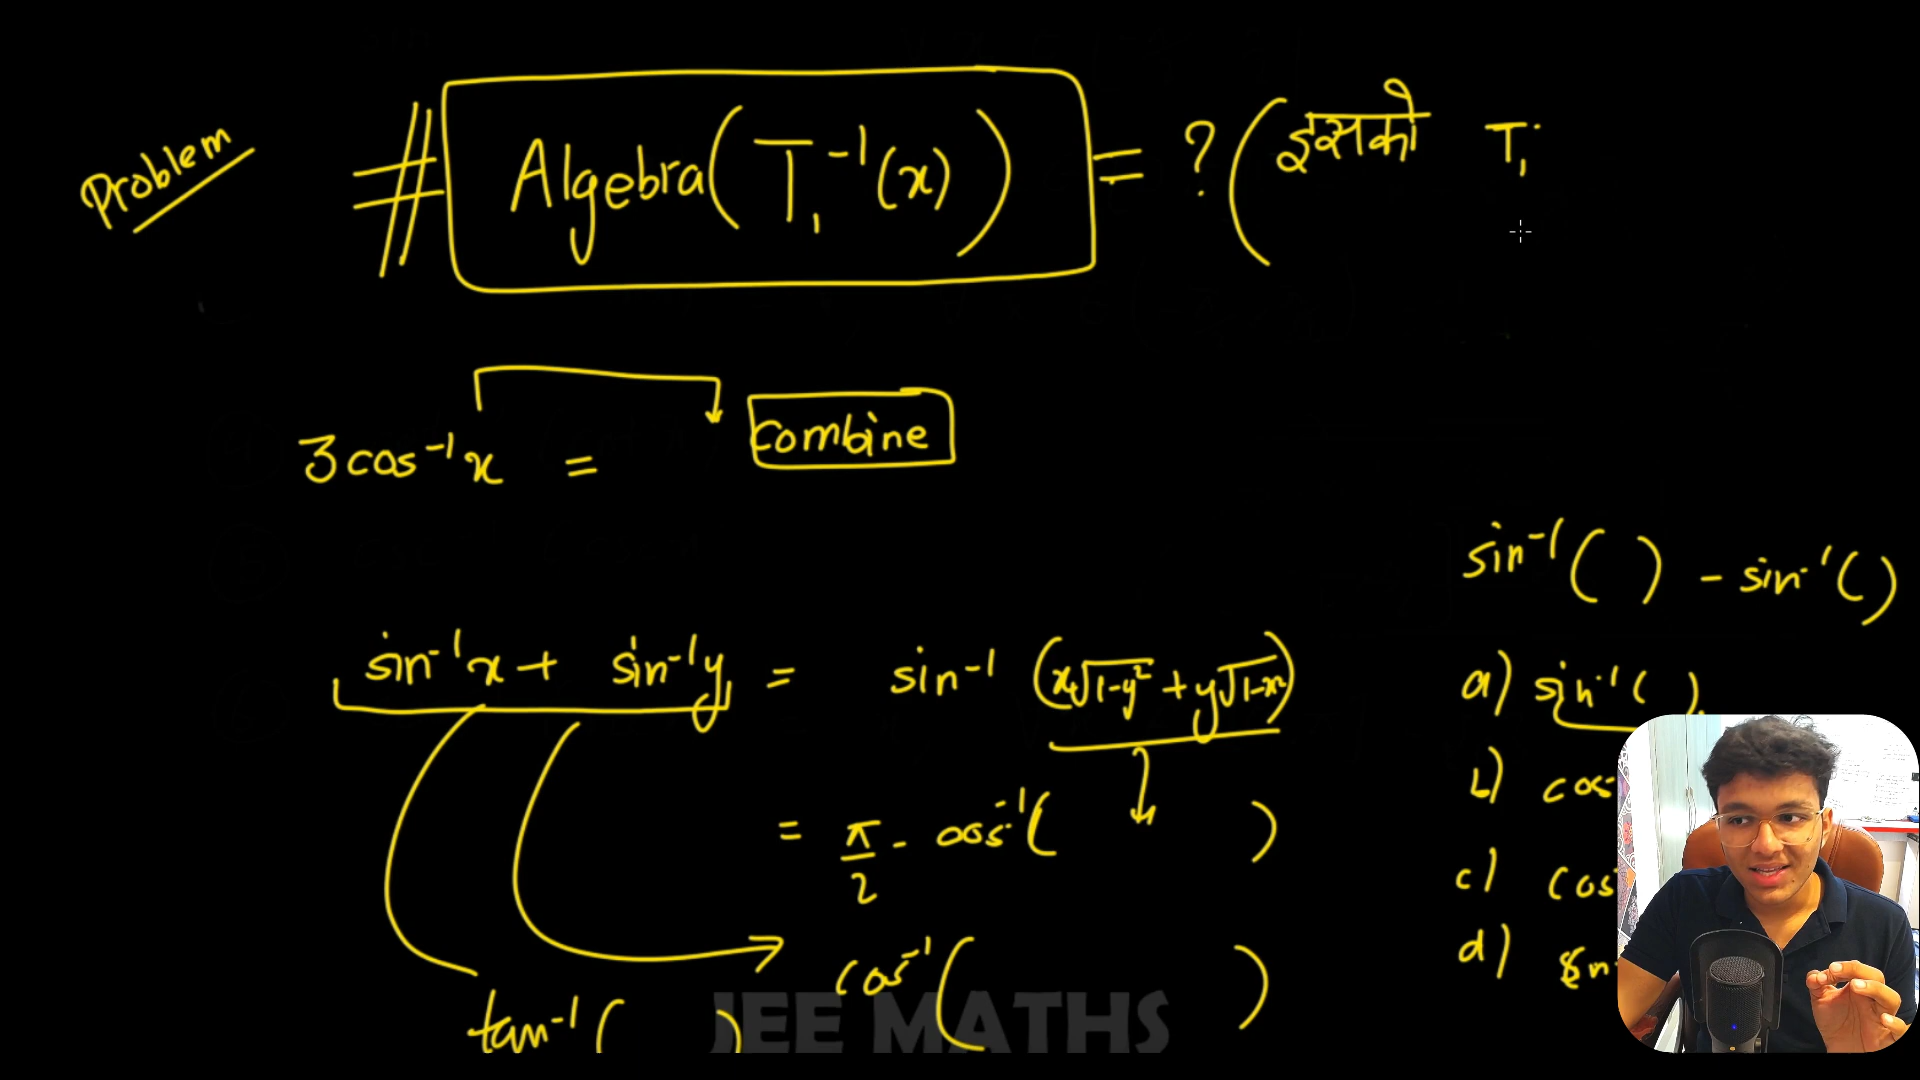 Problem
# Algebra(T₁⁻¹(x)) = ? (इसको T₁
3cos⁻¹x = combine
sin⁻¹( ) - sin⁻¹( )
sin⁻¹x + sin⁻¹y = sin⁻¹(x√1-y² + y√1-x²)
a) sin⁻¹( )
= π/2 - cos⁻¹( )
b) cos
c) cos
cos⁻¹( )
d) sin
tan⁻¹( )
JEE MATHS